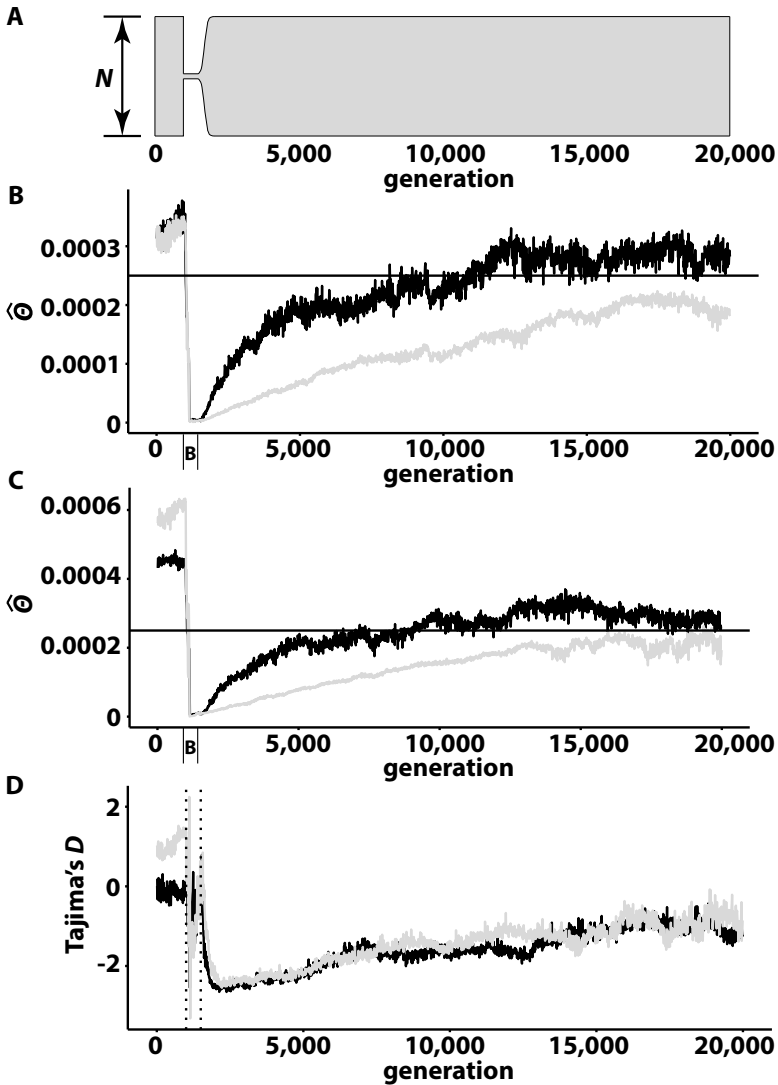 A
N
0 5,000 10,000 15,000 20,000
generation
B
0.0003
0.0002
0.0001
0
Θ̂
0 B 5,000 10,000 15,000 20,000
generation
C
0.0006
0.0004
0.0002
0
Θ̂
0 B 5,000 10,000 15,000 20,000
generation
D
2
0
-2
Tajima's D
0 5,000 10,000 15,000 20,000
generation